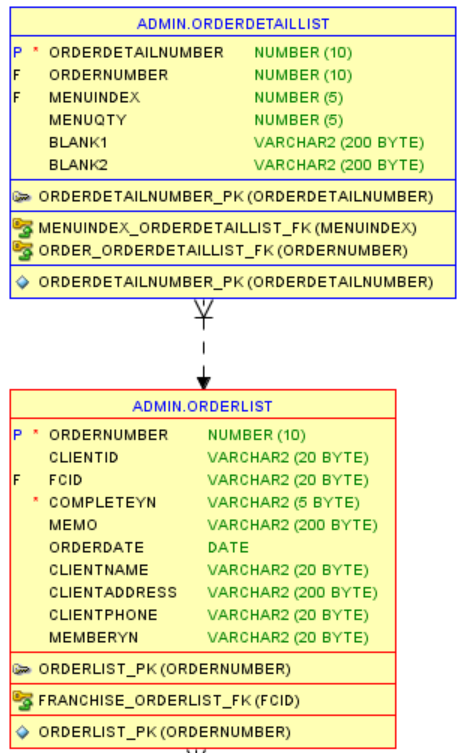 ADMIN.ORDERDETAILLIST
P * ORDERDETAILNUMBER NUMBER (10)
F ORDERNUMBER NUMBER (10)
F MENUINDEX NUMBER (5)
MENUQTY NUMBER (5)
BLANK1 VARCHAR2 (200 BYTE)
BLANK2 VARCHAR2 (200 BYTE)
ORDERDETAILNUMBER_PK (ORDERDETAILNUMBER)
MENUINDEX_ORDERDETAILLIST_FK (MENUINDEX)
ORDER_ORDERDETAILLIST_FK (ORDERNUMBER)
ORDERDETAILNUMBER_PK (ORDERDETAILNUMBER)
ADMIN.ORDERLIST
P * ORDERNUMBER NUMBER (10)
CLIENTID VARCHAR2 (20 BYTE)
F FCID VARCHAR2 (20 BYTE)
* COMPLETEYN VARCHAR2 (5 BYTE)
MEMO VARCHAR2 (200 BYTE)
ORDERDATE DATE
CLIENTNAME VARCHAR2 (20 BYTE)
CLIENTADDRESS VARCHAR2 (200 BYTE)
CLIENTPHONE VARCHAR2 (20 BYTE)
MEMBERYN VARCHAR2 (20 BYTE)
ORDERLIST_PK (ORDERNUMBER)
FRANCHISE_ORDERLIST_FK (FCID)
ORDERLIST_PK (ORDERNUMBER)